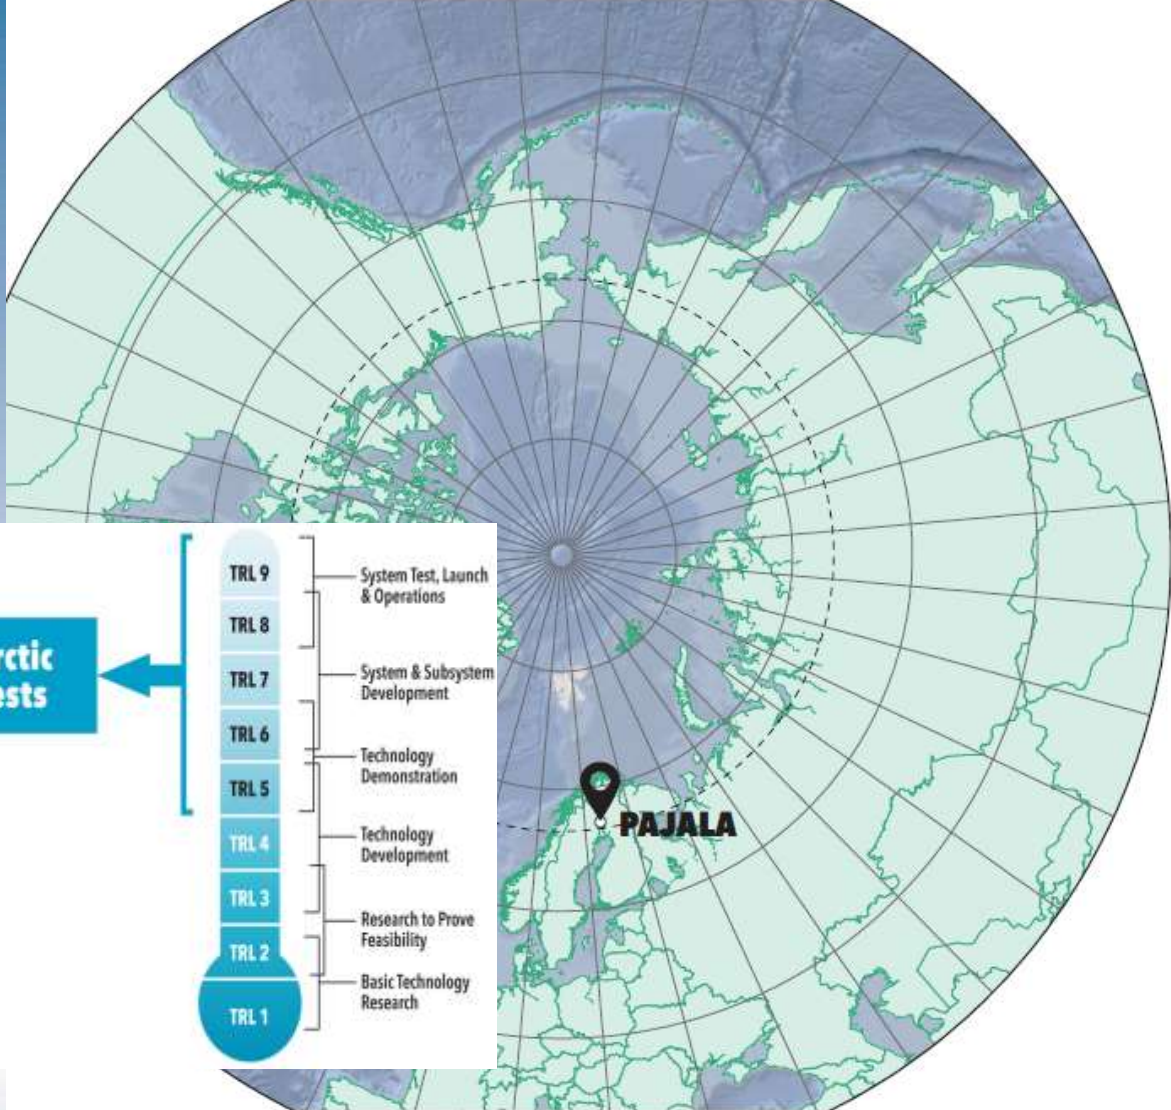 PAJALA
TRL 9
TRL 8
TRL 7
TRL 6
TRL 5
TRL 4
TRL 3
TRL 2
TRL 1
System Test, Launch
& Operations
System & Subsystem
Development
Technology
Demonstration
Technology
Development
Research to Prove
Feasibility
Basic Technology
Research